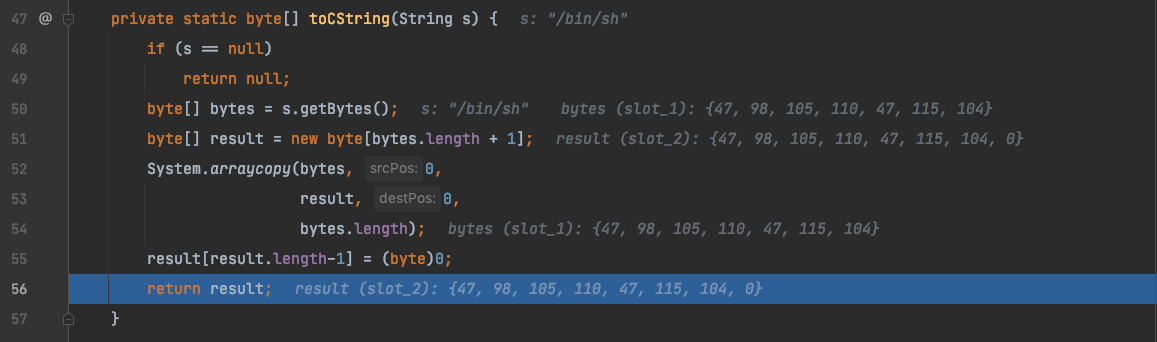 47 @ private static byte[] toCString(String s) { s: "/bin/sh"
48 if (s == null)
49 return null;
50 byte[] bytes = s.getBytes(); s: "/bin/sh" bytes (slot_1): {47, 98, 105, 110, 47, 115, 104}
51 byte[] result = new byte[bytes.length + 1]; result (slot_2): {47, 98, 105, 110, 47, 115, 104, 0}
52 System.arraycopy(bytes, srcPos: 0,
53 result, destPos: 0,
54 bytes.length); bytes (slot_1): {47, 98, 105, 110, 47, 115, 104}
55 result[result.length-1] = (byte)0;
56 return result; result (slot_2): {47, 98, 105, 110, 47, 115, 104, 0}
57 }